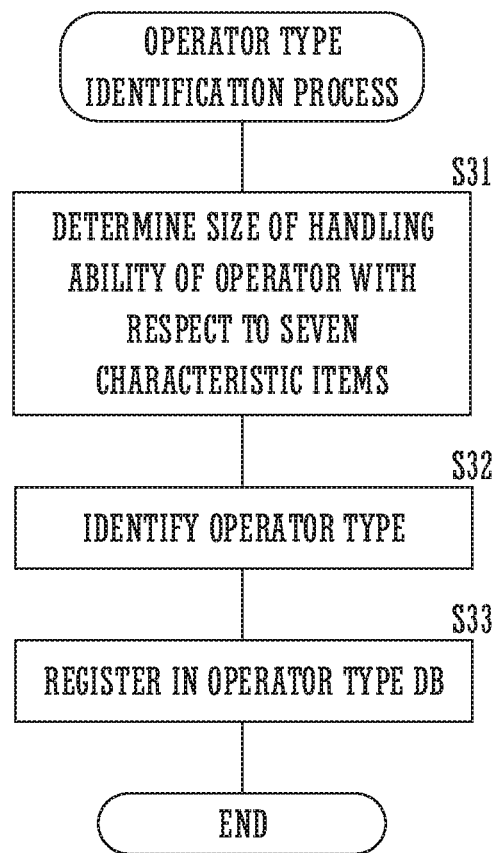 OPERATOR TYPE
IDENTIFICATION PROCESS
S31
DETERMINE SIZE OF HANDLING
ABILITY OF OPERATOR WITH
RESPECT TO SEVEN
CHARACTERISTIC ITEMS
S32
IDENTIFY OPERATOR TYPE
S33
REGISTER IN OPERATOR TYPE DB
END